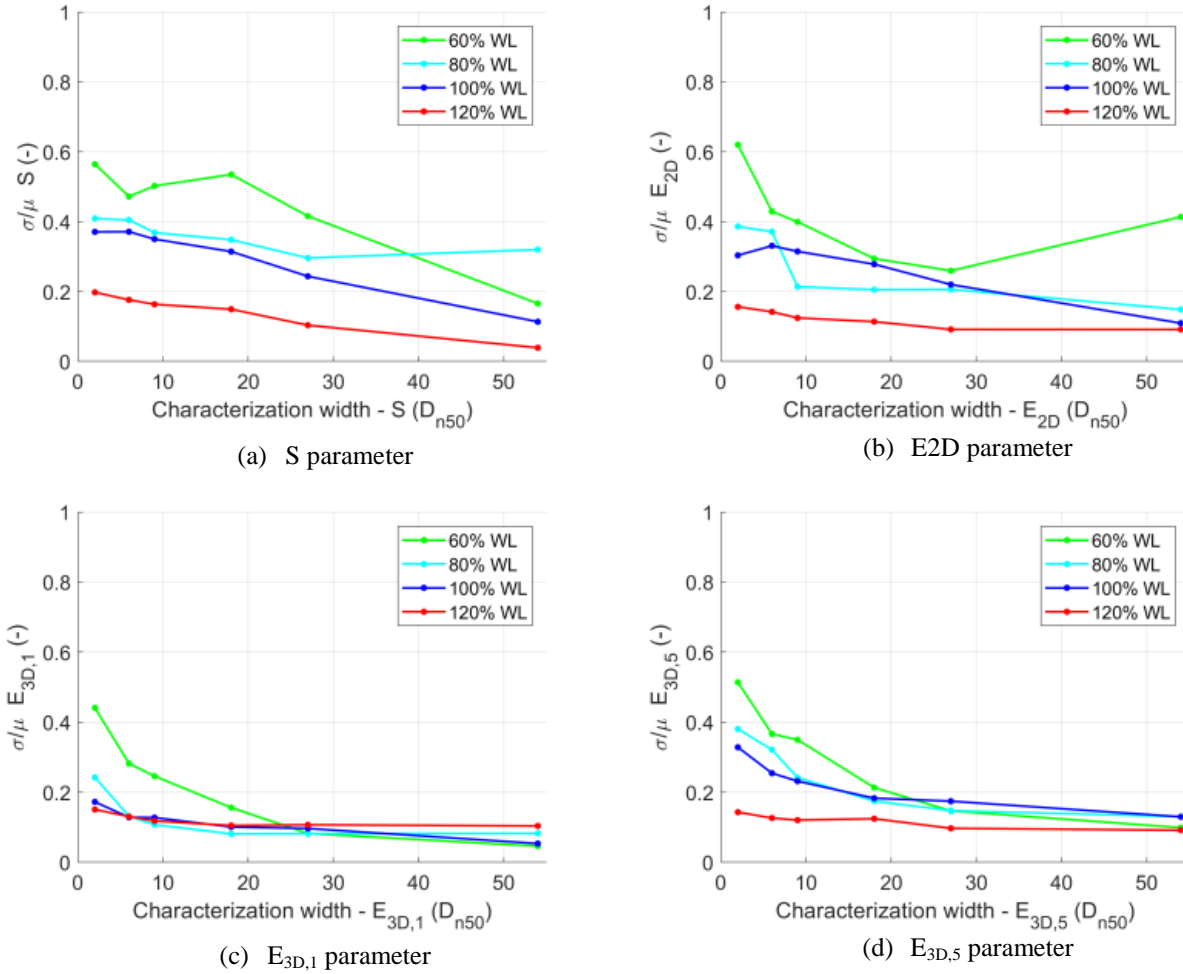 1
0.8
0.6
0.4
0.2
0
σ/μ S (-)
60% WL
80% WL
100% WL
120% WL
0 10 20 30 40 50
Characterization width - S (Dn50)
(a) S parameter
1
0.8
0.6
0.4
0.2
0
σ/μ E2D (-)
60% WL
80% WL
100% WL
120% WL
0 10 20 30 40 50
Characterization width - E2D (Dn50)
(b) E2D parameter
1
0.8
0.6
0.4
0.2
0
σ/μ E3D,1 (-)
60% WL
80% WL
100% WL
120% WL
0 10 20 30 40 50
Characterization width - E3D,1 (Dn50)
(c) E3D,1 parameter
1
0.8
0.6
0.4
0.2
0
σ/μ E3D,5 (-)
60% WL
80% WL
100% WL
120% WL
0 10 20 30 40 50
Characterization width - E3D,5 (Dn50)
(d) E3D,5 parameter